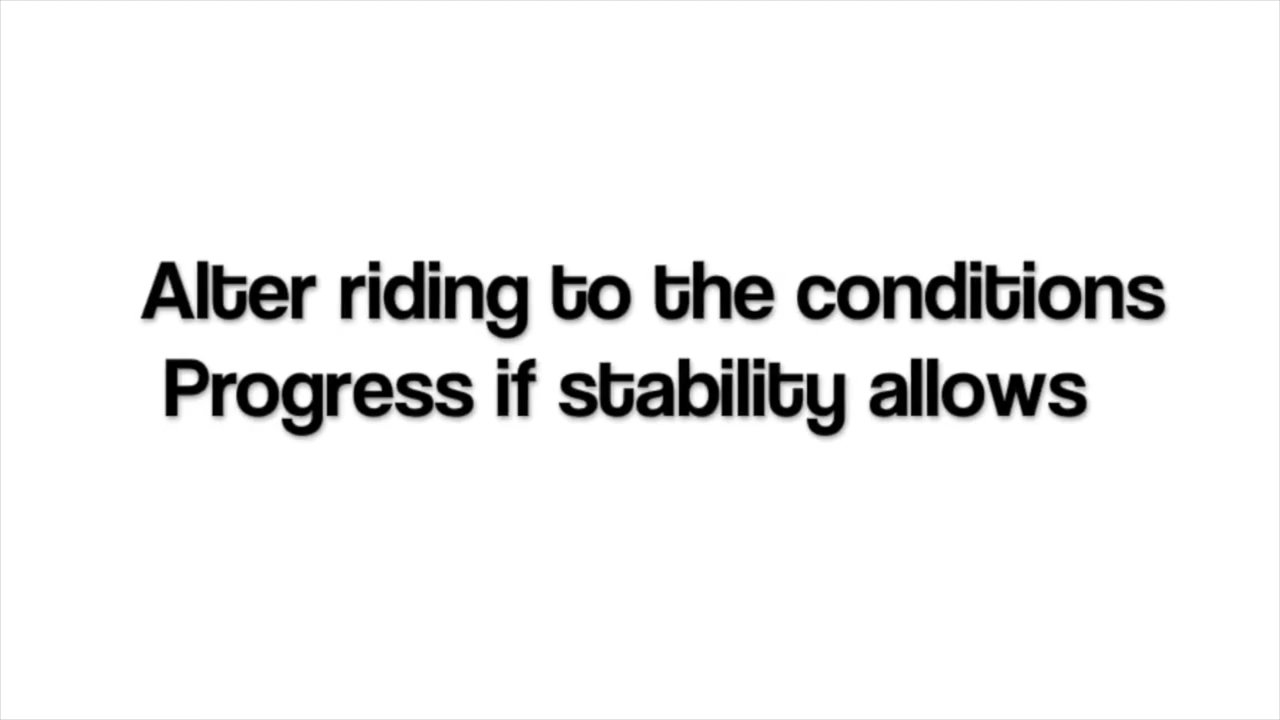 Alter riding to the conditions
Progress if stability allows